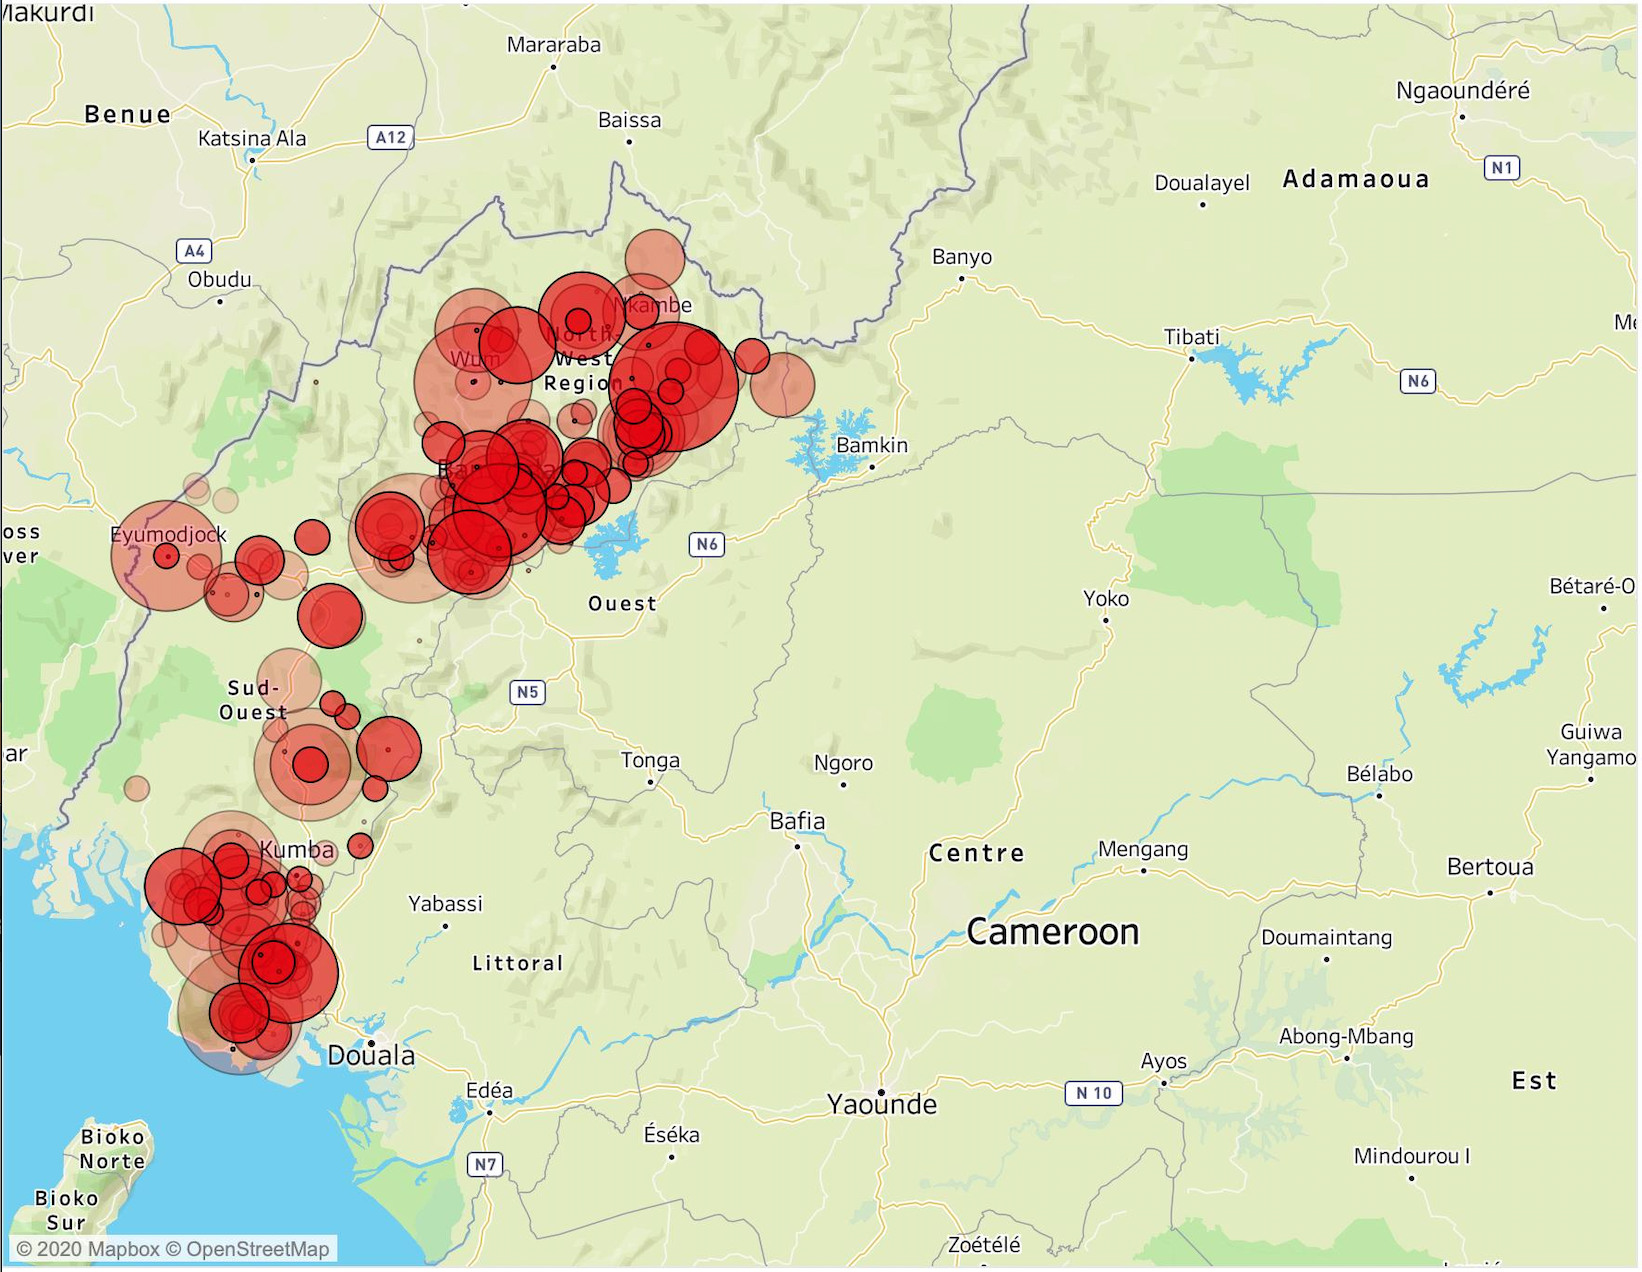 Makurdi
Mararaba
Ngaoundéré
Benue
Katsina Ala
A12
Baissa
N1
Doualayel
Adamaoua
A4
Obudu
Banyo
Nkambe
Tibati
North-
West
Region
Wum
N6
Bamkin
Eyumodjock
oss
ver
N6
Ouest
Yoko
Bétaré-O
Sud-
Ouest
N5
Guiwa
Yangamo
ar
Tonga
Ngoro
Bélabo
Bafia
Kumba
Centre
Mengang
Bertoua
Yabassi
Cameroon
Doumaintang
Littoral
Abong-Mbang
Douala
Ayos
Est
Edéa
N 10
Yaounde
Éséka
Bioko
Norte
N7
Mindourou I
Bioko
Sur
Zoétélé
© 2020 Mapbox © OpenStreetMap